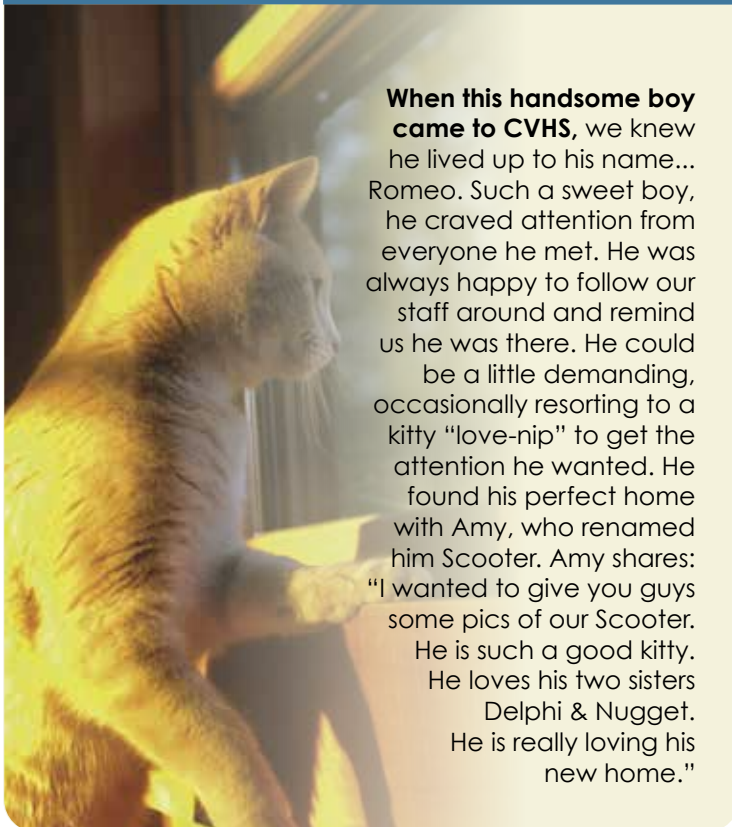 When this handsome boy
came to CVHS, we knew
he lived up to his name...
Romeo. Such a sweet boy,
he craved attention from
everyone he met. He was
always happy to follow our
staff around and remind
us he was there. He could
be a little demanding,
occasionally resorting to a
kitty “love-nip” to get the
attention he wanted. He
found his perfect home
with Amy, who renamed
him Scooter. Amy shares:
“I wanted to give you guys
some pics of our Scooter.
He is such a good kitty.
He loves his two sisters
Delphi & Nugget.
He is really loving his
new home.”